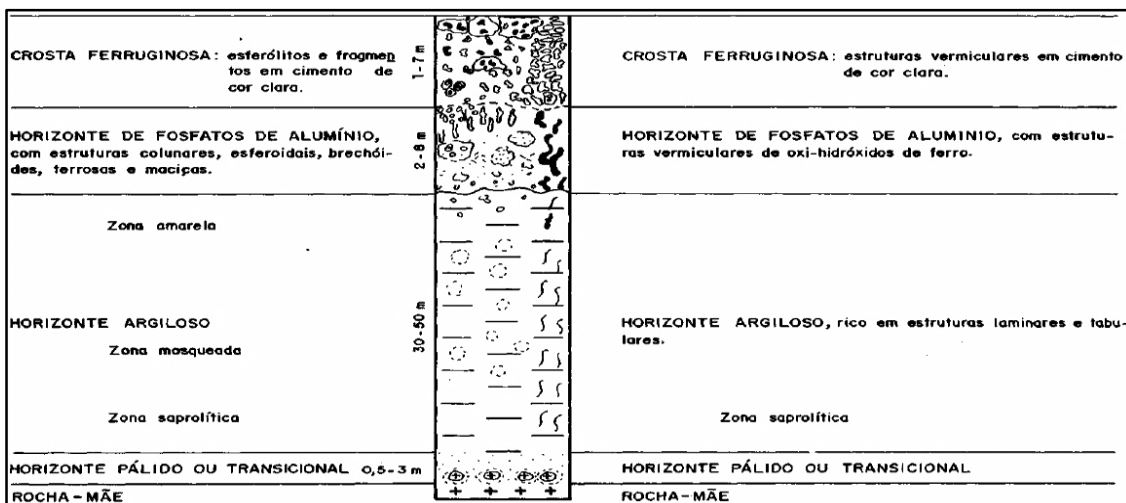 CROSTA FERRUGINOSA: esferólitos e fragmen
tos em cimento de
cor clara.
1-7m
CROSTA FERRUGINOSA: estruturas vermiculares em cimento
de cor clara.
HORIZONTE DE FOSFATOS DE ALUMÍNIO,
com estruturas colunares, esferoidais, brechói-
des, terrosas e maciças.
2-8 m
HORIZONTE DE FOSFATOS DE ALUMINIO, com estrutu-
ras vermiculares de oxi-hidróxidos de ferro.
Zona amarela
HORIZONTE ARGILOSO
Zona mosqueada
Zona saprolítica
30-50 m
HORIZONTE ARGILOSO, rico em estruturas laminares e tabu-
lares.
Zona saprolítica
HORIZONTE PÁLIDO OU TRANSICIONAL 0,5-3 m
HORIZONTE PÁLIDO OU TRANSICIONAL
ROCHA-MÃE
ROCHA-MÃE